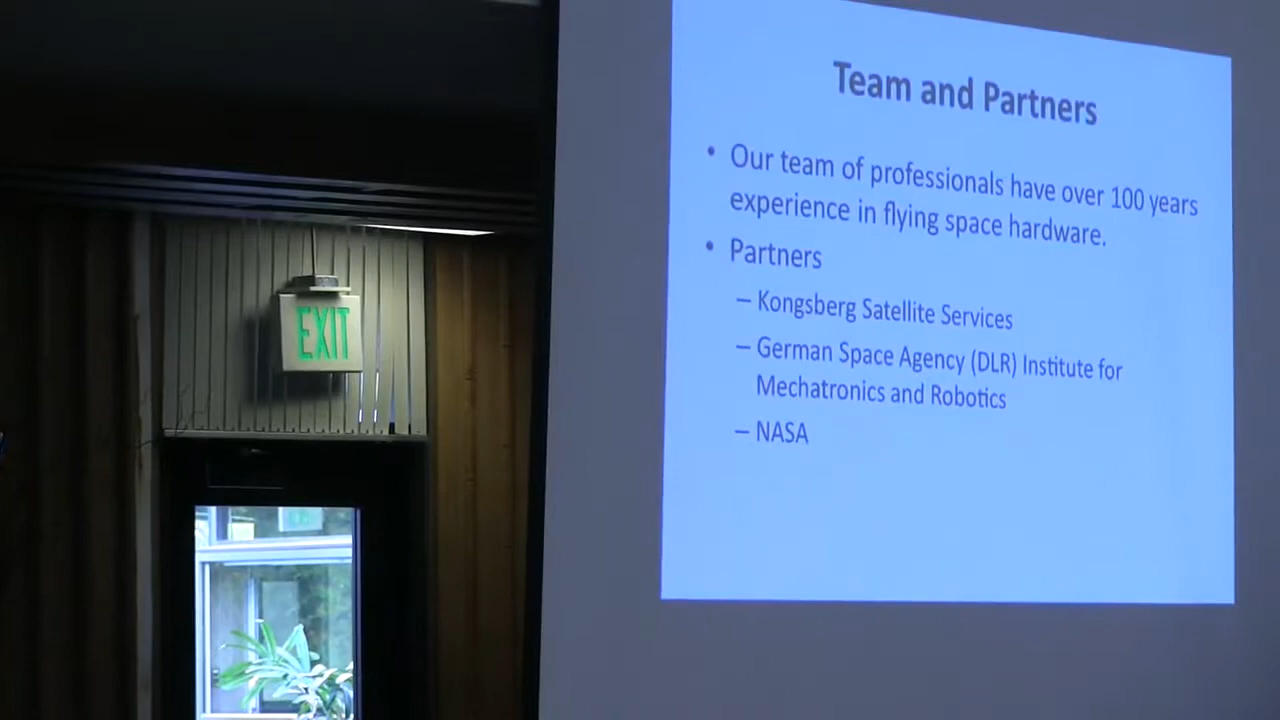 Team and Partners
• Our team of professionals have over 100 years
experience in flying space hardware.
• Partners
– Kongsberg Satellite Services
– German Space Agency (DLR) Institute for
Mechatronics and Robotics
– NASA
EXIT